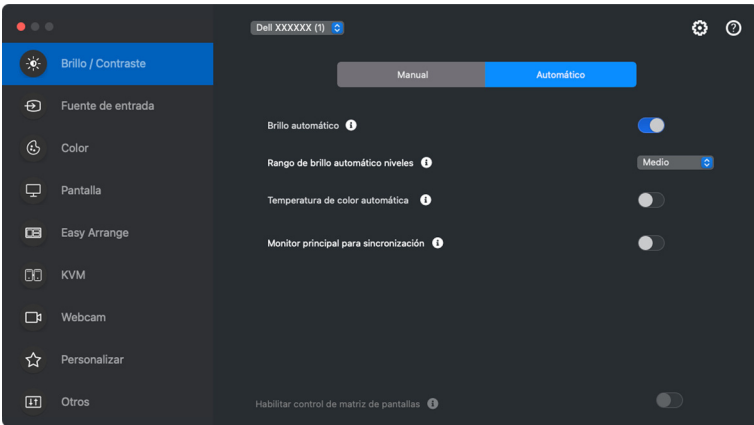 Dell XXXXXX (1)
Brillo / Contraste
Fuente de entrada
Color
Pantalla
Easy Arrange
KVM
Webcam
Personalizar
Otros
Manual
Automático
Brillo automático
Rango de brillo automático niveles
Medio
Temperatura de color automática
Monitor principal para sincronización
Habilitar control de matriz de pantallas